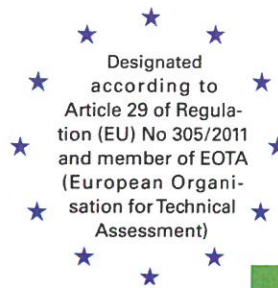 Designated
according to
Article 29 of Regula-
tion (EU) No 305/2011
and member of EOTA
(European Organi-
sation for Technical
Assessment)